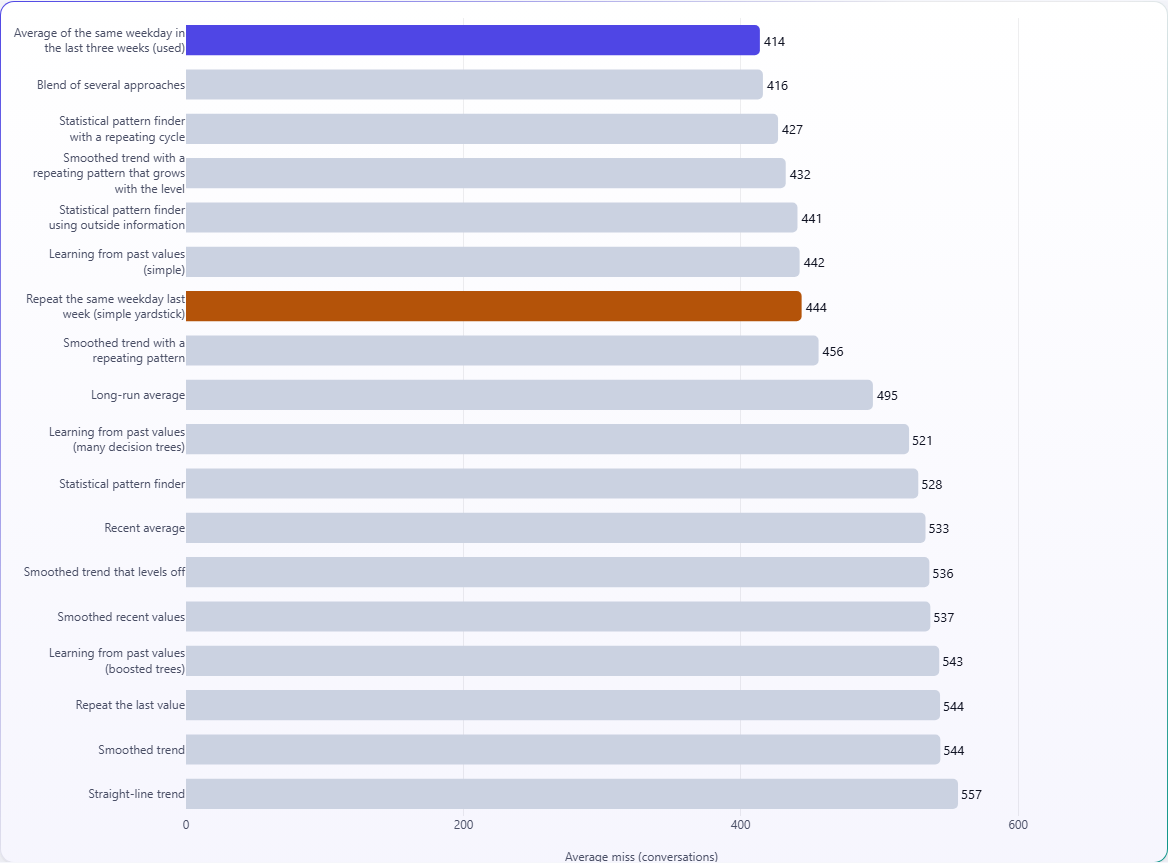 Average of the same weekday in
the last three weeks (used)
414
Blend of several approaches
416
Statistical pattern finder
with a repeating cycle
427
Smoothed trend with a
repeating pattern that grows
with the level
432
Statistical pattern finder
using outside information
441
Learning from past values
(simple)
442
Repeat the same weekday last
week (simple yardstick)
444
Smoothed trend with a
repeating pattern
456
Long-run average
495
Learning from past values
(many decision trees)
521
Statistical pattern finder
528
Recent average
533
Smoothed trend that levels off
536
Smoothed recent values
537
Learning from past values
(boosted trees)
543
Repeat the last value
544
Smoothed trend
544
Straight-line trend
557
0 200 400 600
Average miss (conversations)